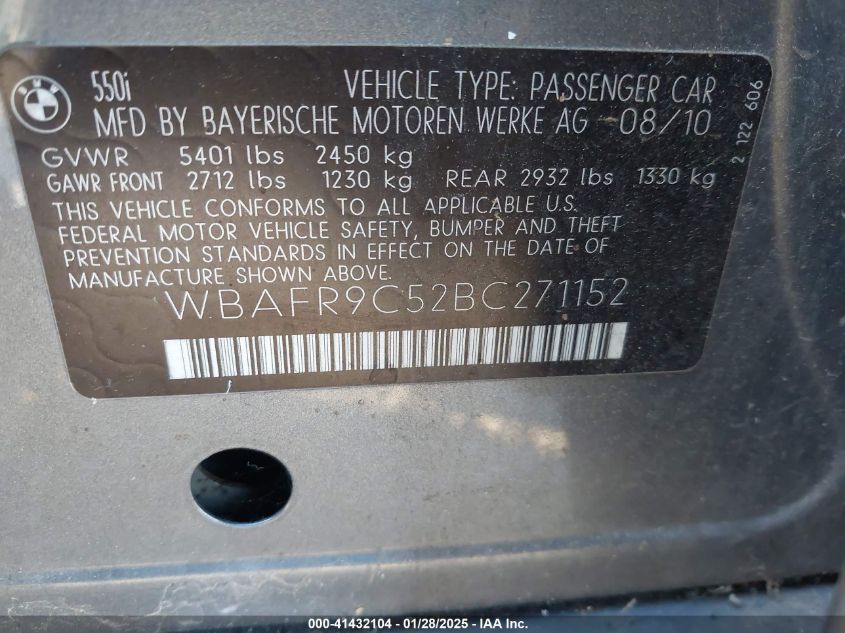 BMW
550i VEHICLE TYPE: PASSENGER CAR
MFD BY BAYERISCHE MOTOREN WERKE AG 08/10
GVWR 5401 lbs 2450 kg
GAWR FRONT 2712 lbs 1230 kg REAR 2932 lbs 1330 kg
THIS VEHICLE CONFORMS TO ALL APPLICABLE U.S.
FEDERAL MOTOR VEHICLE SAFETY, BUMPER AND THEFT
PREVENTION STANDARDS IN EFFECT ON THE DATE OF
MANUFACTURE SHOWN ABOVE.
WBAFR9C52BC271152
2 122 606
000-41432104 - 01/28/2025 - IAA Inc.